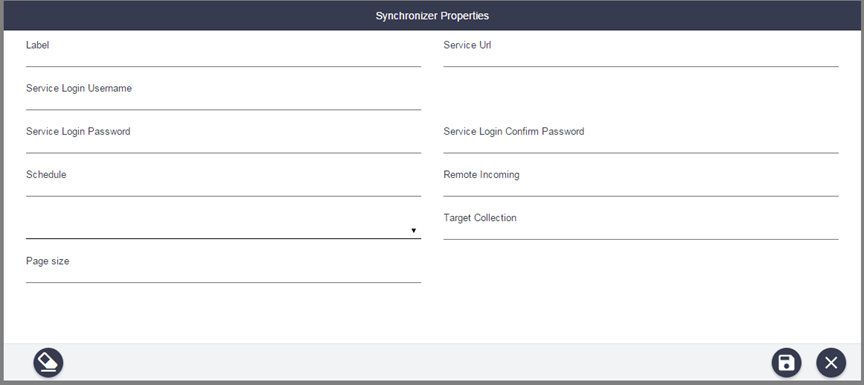 Synchronizer Properties
Label
Service Url
Service Login Username
Service Login Password
Service Login Confirm Password
Schedule
Remote Incoming
Target Collection
Page size